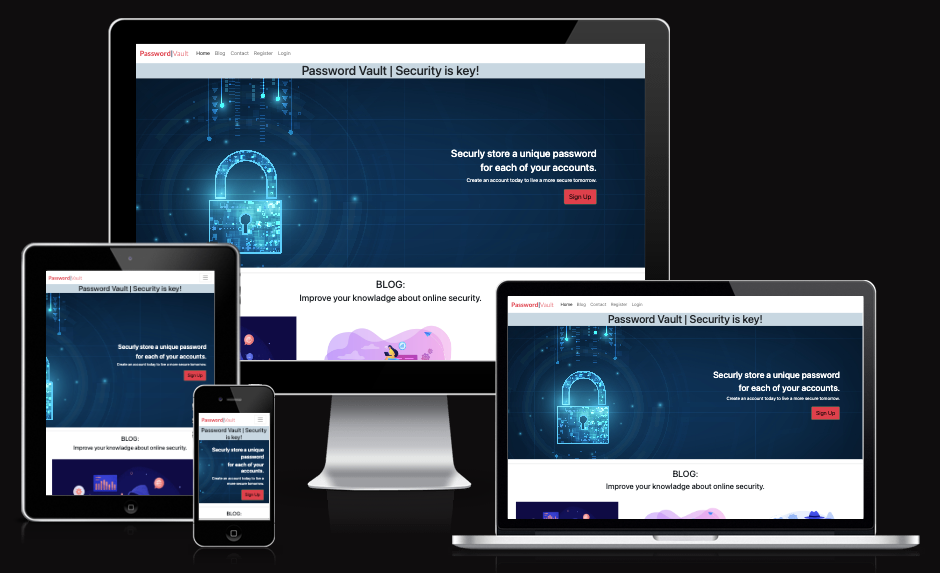 Password|Vault Home Blog Contact Register Login
Password Vault | Security is key!
Securly store a unique password
for each of your accounts.
Create an account today to live a more secure tomorrow.
Sign Up
BLOG:
Improve your knowladge about online security.
Password|Vault
Password Vault | Security is key!
Securly store a unique password
for each of your accounts.
Create an account today to live a more secure tomorrow.
Sign Up
BLOG:
Improve your knowladge about online security.
Password|Vault
Password Vault | Security
is key!
Securly store a unique
password
for each of your
accounts.
Create an account today to live a
more secure tomorrow.
Sign Up
BLOG:
Password|Vault Home Blog Contact Register Login
Password Vault | Security is key!
Securly store a unique password
for each of your accounts.
Create an account today to live a more secure tomorrow.
Sign Up
BLOG:
Improve your knowladge about online security.